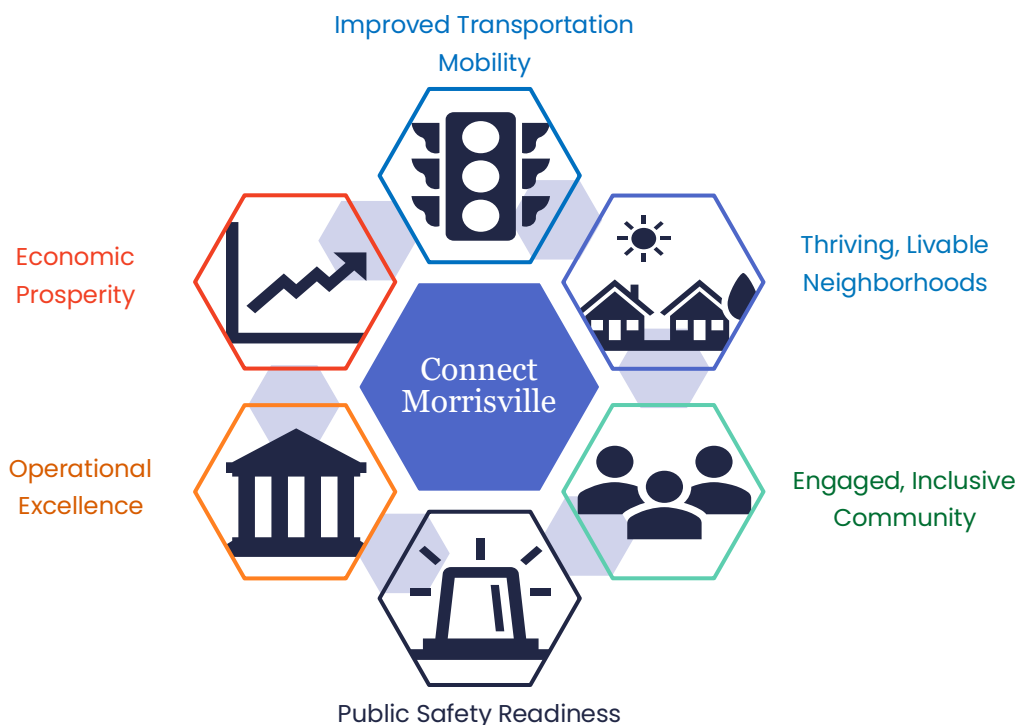 Improved Transportation
Mobility
Economic
Prosperity
Thriving, Livable
Neighborhoods
Connect
Morrisville
Operational
Excellence
Engaged, Inclusive
Community
Public Safety Readiness